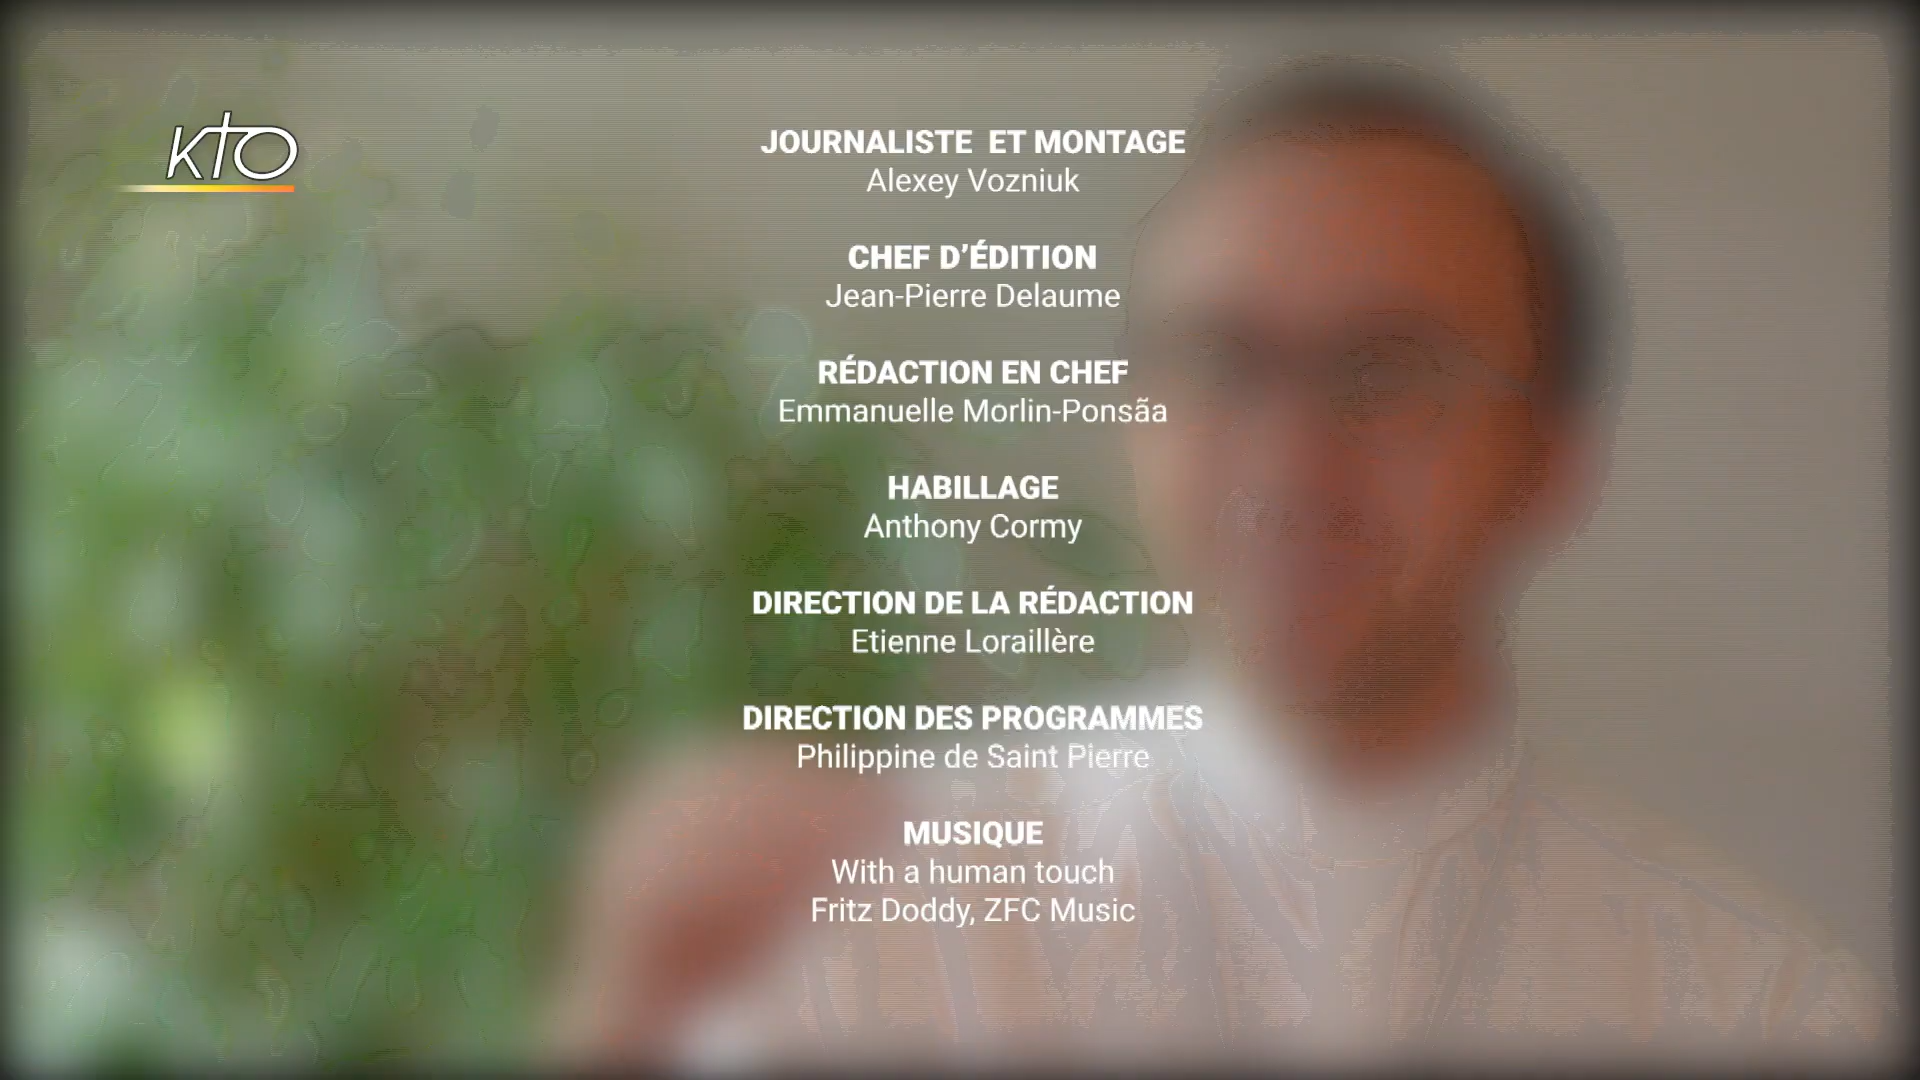 KTO
JOURNALISTE ET MONTAGE
Alexey Vozniuk
CHEF D'ÉDITION
Jean-Pierre Delaume
RÉDACTION EN CHEF
Emmanuelle Morlin-Ponsãa
HABILLAGE
Anthony Cormy
DIRECTION DE LA RÉDACTION
Etienne Loraillère
DIRECTION DES PROGRAMMES
Philippine de Saint Pierre
MUSIQUE
With a human touch
Fritz Doddy, ZFC Music